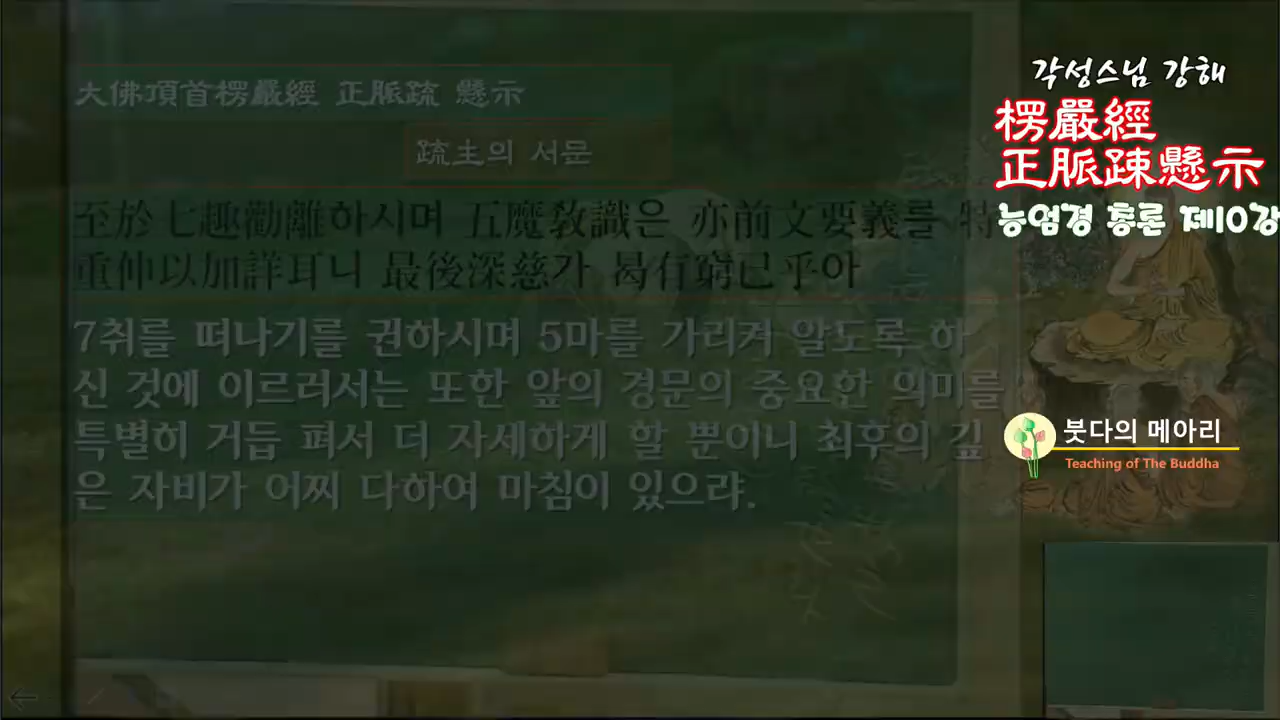 大佛頂首楞嚴經 正脈疏 懸示
疏主의 서문
至於七趣勸離하시며 五魔敎識은 亦前文要義를 特
重伸以加詳耳니 最後深慈가 曷有窮已乎아
7취를 떠나기를 권하시며 5마를 가리켜 알도록 하
신 것에 이르러서는 또한 앞의 경문의 중요한 의미를
특별히 거듭 펴서 더 자세하게 할 뿐이니 최후의 깊
은 자비가 어찌 다하여 마침이 있으랴.
각성스님 강해
楞嚴經
正脈疎懸示
능엄경 총론 제10강
붓다의 메아리
Teaching of The Buddha